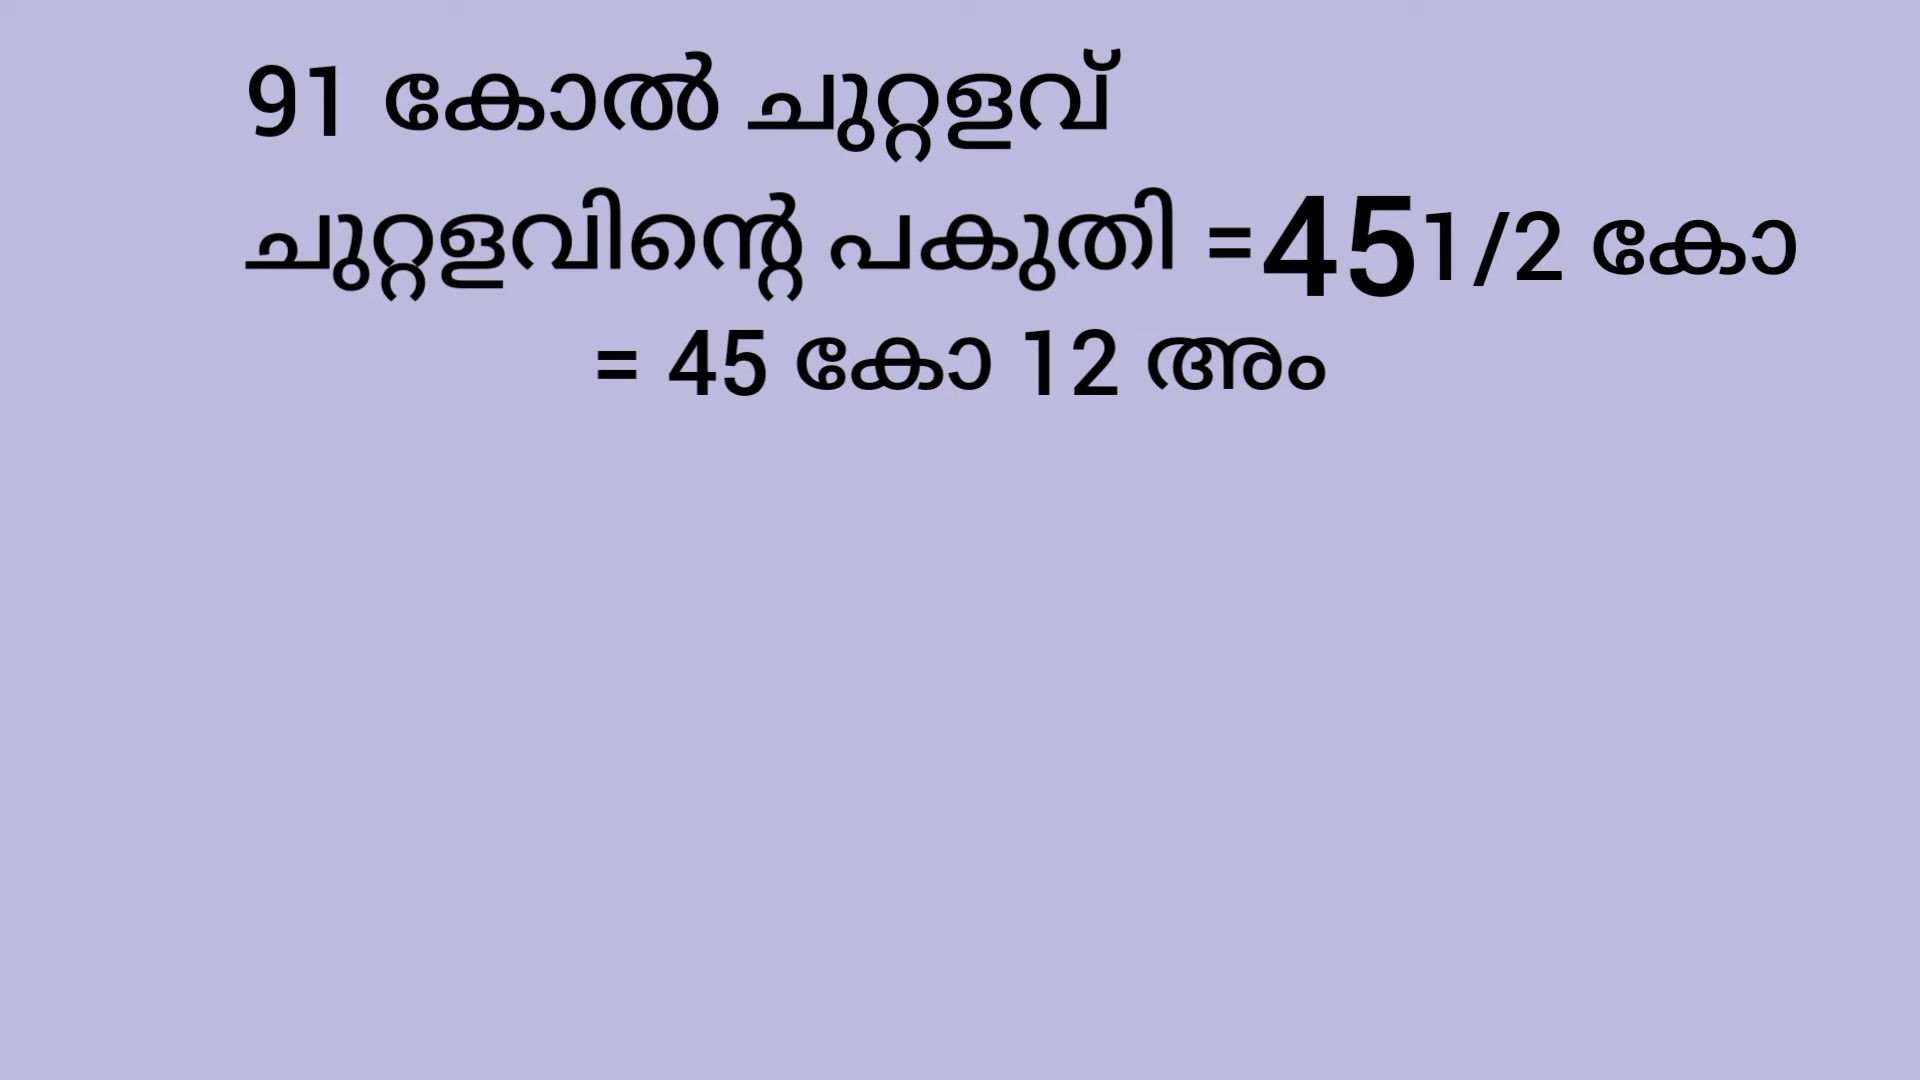 91 കോൽ ചുറ്റളവ്
ചുറ്റളവിന്റെ പകുതി =451/2 കോ
= 45 കോ 12 അം